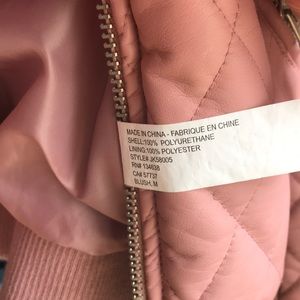 MADE IN CHINA - FABRIQUE EN CHINE
SHELL:100% POLYURETHANE
LINING:100% POLYESTER
STYLE# JK58005
RN# 134638
CA# 57737
BLUSH, M